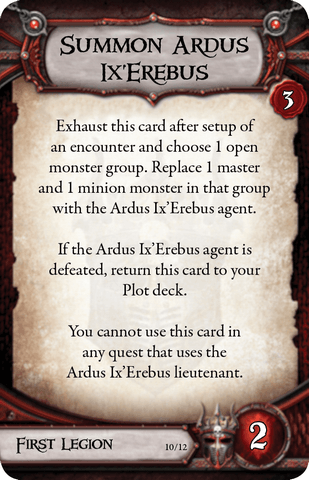 Summon Ardus
Ix'Erebus
3
Exhaust this card after setup of
an encounter and choose 1 open
monster group. Replace 1 master
and 1 minion monster in that group
with the Ardus Ix'Erebus agent.
If the Ardus Ix'Erebus agent is
defeated, return this card to your
Plot deck.
You cannot use this card in
any quest that uses the
Ardus Ix'Erebus lieutenant.
First Legion
10/12
2